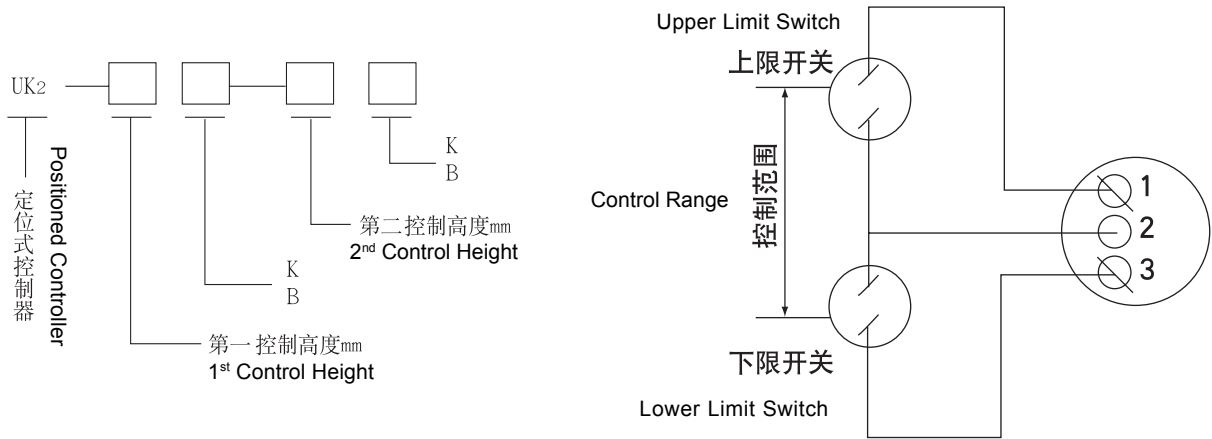 UK2
定位式控制器
Positioned Controller
K
B
第二控制高度mm
2nd Control Height
K
B
第一控制高度mm
1st Control Height
Upper Limit Switch
上限开关
Control Range
控制范围
1
2
3
下限开关
Lower Limit Switch